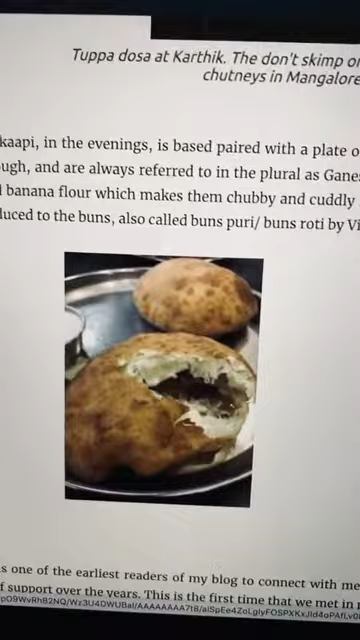 Tuppa dosa at Karthik. The don't skimp or
chutneys in Mangalore
kaapi, in the evenings, is based paired with a plate o
ough, and are always referred to in the plural as Gane
l banana flour which makes them chubby and cuddly
duced to the buns, also called buns puri/ buns roti by Vi
s one of the earliest readers of my blog to connect with me
f support over the years. This is the first time that we met in r